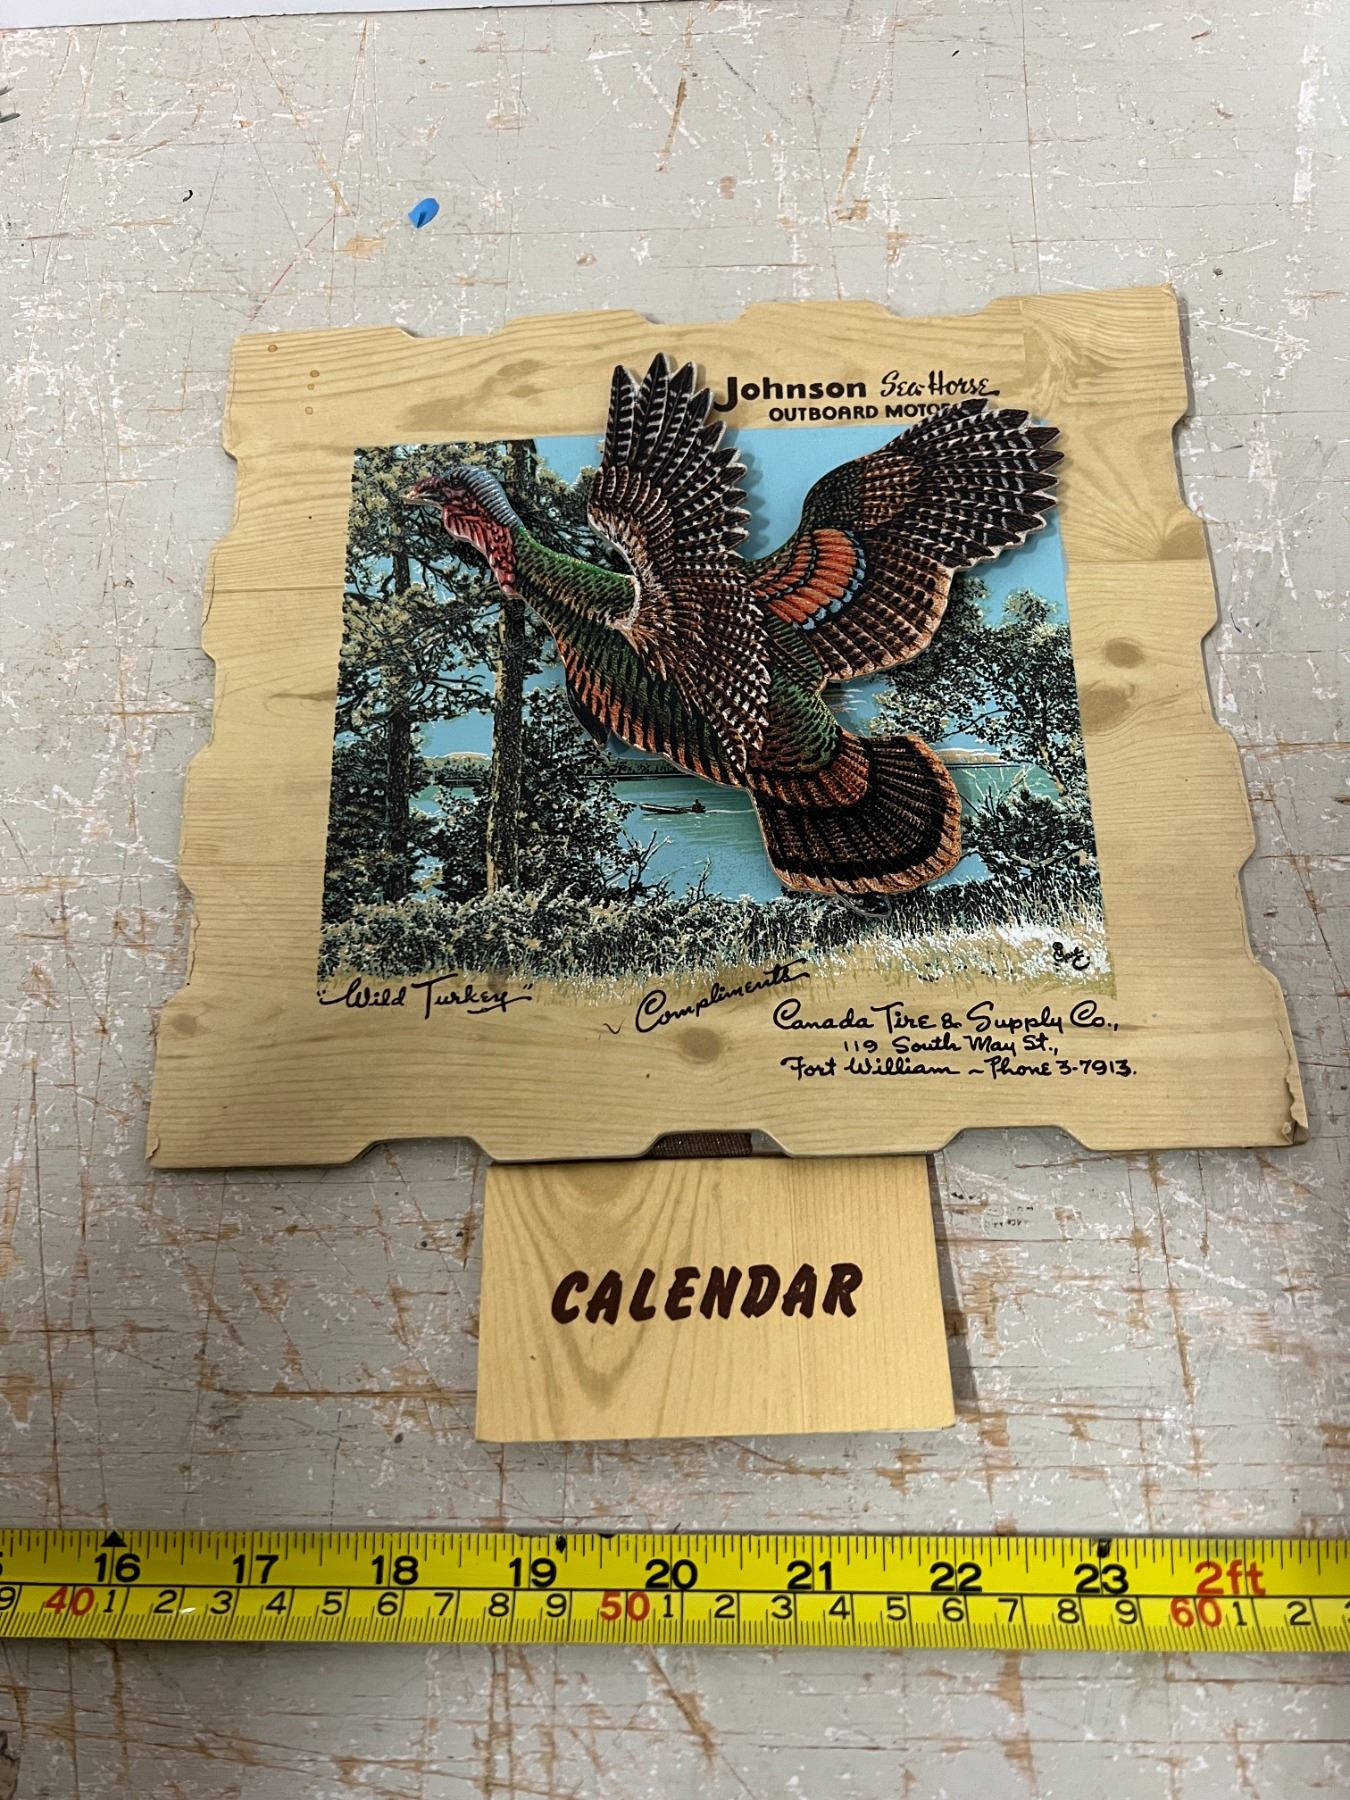 Johnson Sea-Horse
OUTBOARD MOTOR
"Wild Turkey"
Compliments
Canada Tire & Supply Co.,
119 South May St.,
Fort William ~ Phone 3-7913.
CALENDAR
16 17 18 19 20 21 22 23 2ft
9 40 1 2 3 4 5 6 7 8 9 50 1 2 3 4 5 6 7 8 9 60 1 2